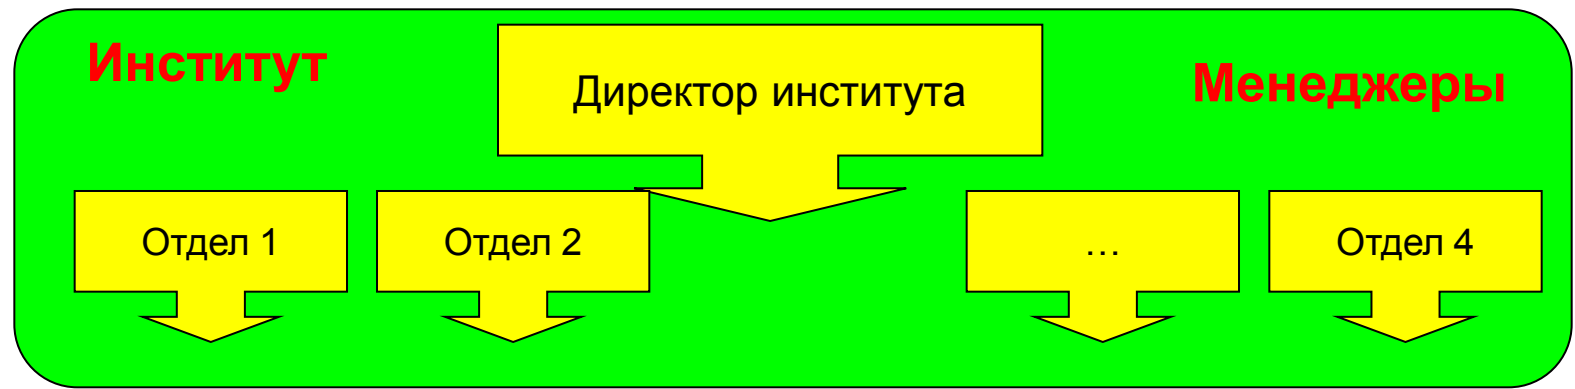 Институт
Директор института
Менеджеры
Отдел 1
Отдел 2
…
Отдел 4